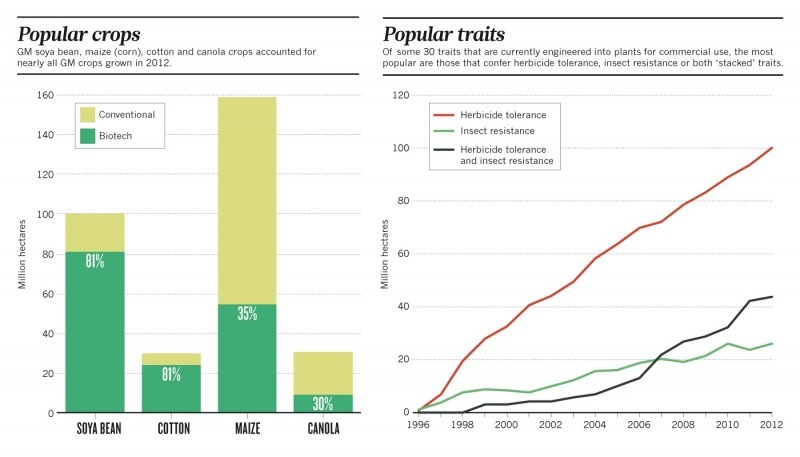 Popular crops
GM soya bean, maize (corn), cotton and canola crops accounted for
nearly all GM crops grown in 2012.
160
140
120
100
80
60
40
20
0
Million hectares
Conventional
Biotech
81%
81%
35%
30%
SOYA BEAN
COTTON
MAIZE
CANOLA
Popular traits
Of some 30 traits that are currently engineered into plants for commercial use, the most
popular are those that confer herbicide tolerance, insect resistance or both ‘stacked’ traits.
120
100
80
60
40
20
0
Million hectares
Herbicide tolerance
Insect resistance
Herbicide tolerance
and insect resistance
1996
1998
2000
2002
2004
2006
2008
2010
2012